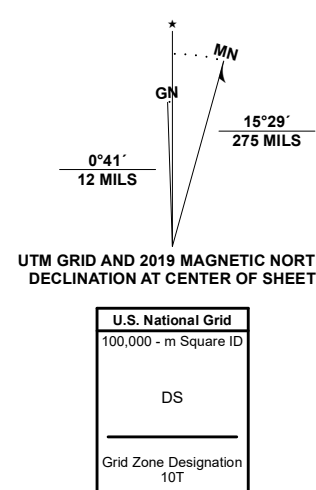 ★
MN
GN
15°29´
275 MILS
0°41´
12 MILS
UTM GRID AND 2019 MAGNETIC NORT
DECLINATION AT CENTER OF SHEET
U.S. National Grid
100,000 - m Square ID
DS
Grid Zone Designation
10T